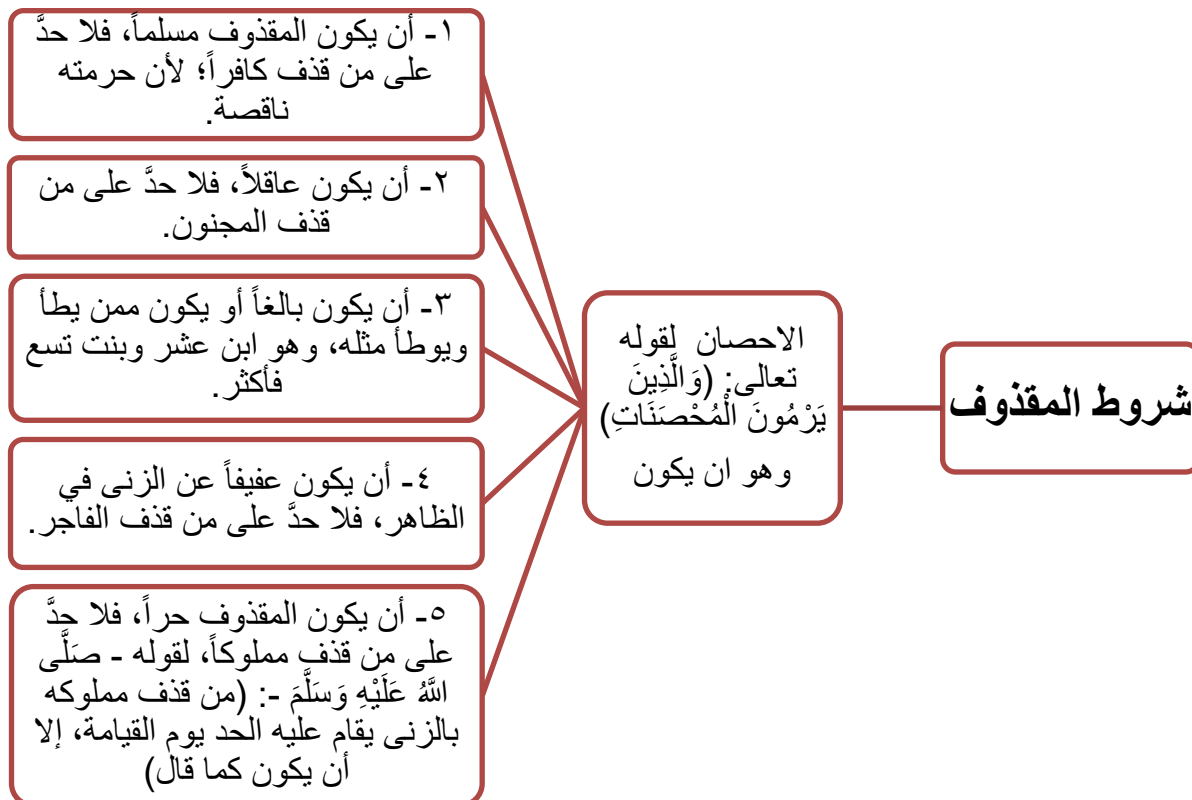 شروط المقذوف
الاحصان لقوله
تعالى: (وَالَّذِينَ
يَرْمُونَ الْمُحْصَنَاتِ)
وهو ان يكون
١- أن يكون المقذوف مسلماً، فلا حدَّ
على من قذف كافراً؛ لأن حرمته
ناقصة.
٢- أن يكون عاقلاً، فلا حدَّ على من
قذف المجنون.
٣- أن يكون بالغاً أو يكون ممن يطأ
ويوطأ مثله، وهو ابن عشر وبنت تسع
فأكثر.
٤- أن يكون عفيفاً عن الزنى في
الظاهر، فلا حدَّ على من قذف الفاجر.
٥- أن يكون المقذوف حراً، فلا حدَّ
على من قذف مملوكاً، لقوله - صَلَّى
اللَّهُ عَلَيْهِ وَسَلَّمَ -: (من قذف مملوكه
بالزنى يقام عليه الحد يوم القيامة، إلا
أن يكون كما قال)